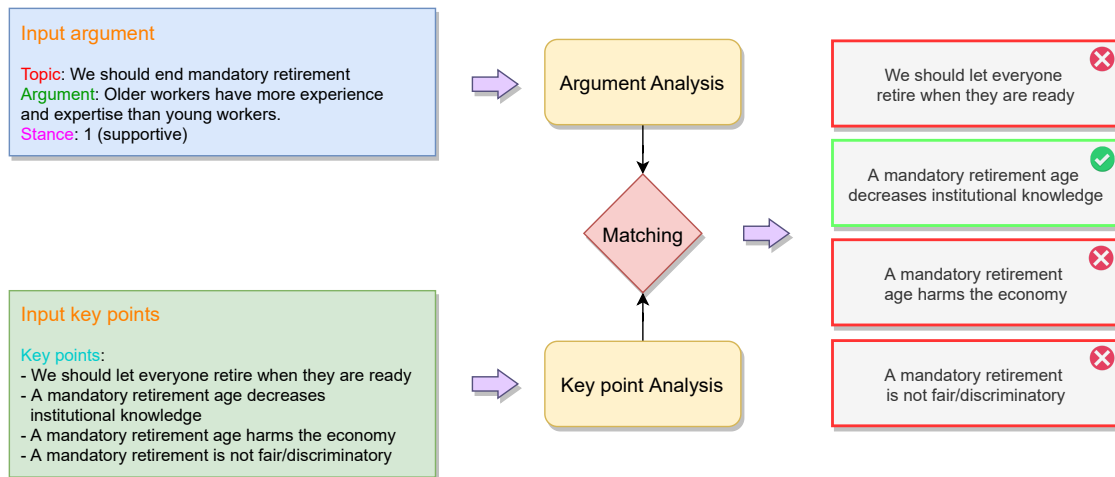 Input argument
Topic: We should end mandatory retirement
Argument: Older workers have more experience
and expertise than young workers.
Stance: 1 (supportive)
Input key points
Key points:
- We should let everyone retire when they are ready
- A mandatory retirement age decreases
institutional knowledge
- A mandatory retirement age harms the economy
- A mandatory retirement is not fair/discriminatory
Argument Analysis
Matching
Key point Analysis
We should let everyone
retire when they are ready
A mandatory retirement age
decreases institutional knowledge
A mandatory retirement
age harms the economy
A mandatory retirement
is not fair/discriminatory